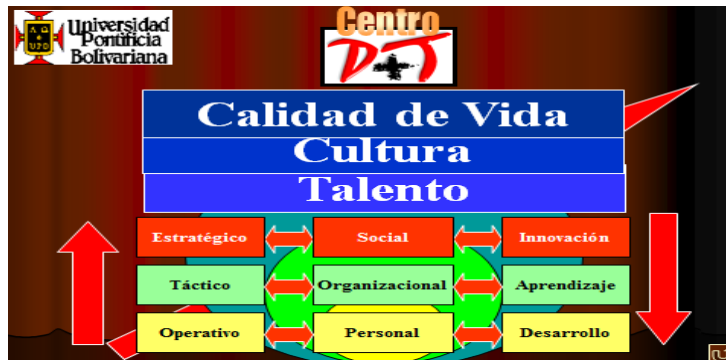 Universidad
Pontificia
Bolivariana
Centro
D+T
Calidad de Vida
Cultura
Talento
Estratégico Social Innovación
Táctico Organizacional Aprendizaje
Operativo Personal Desarrollo